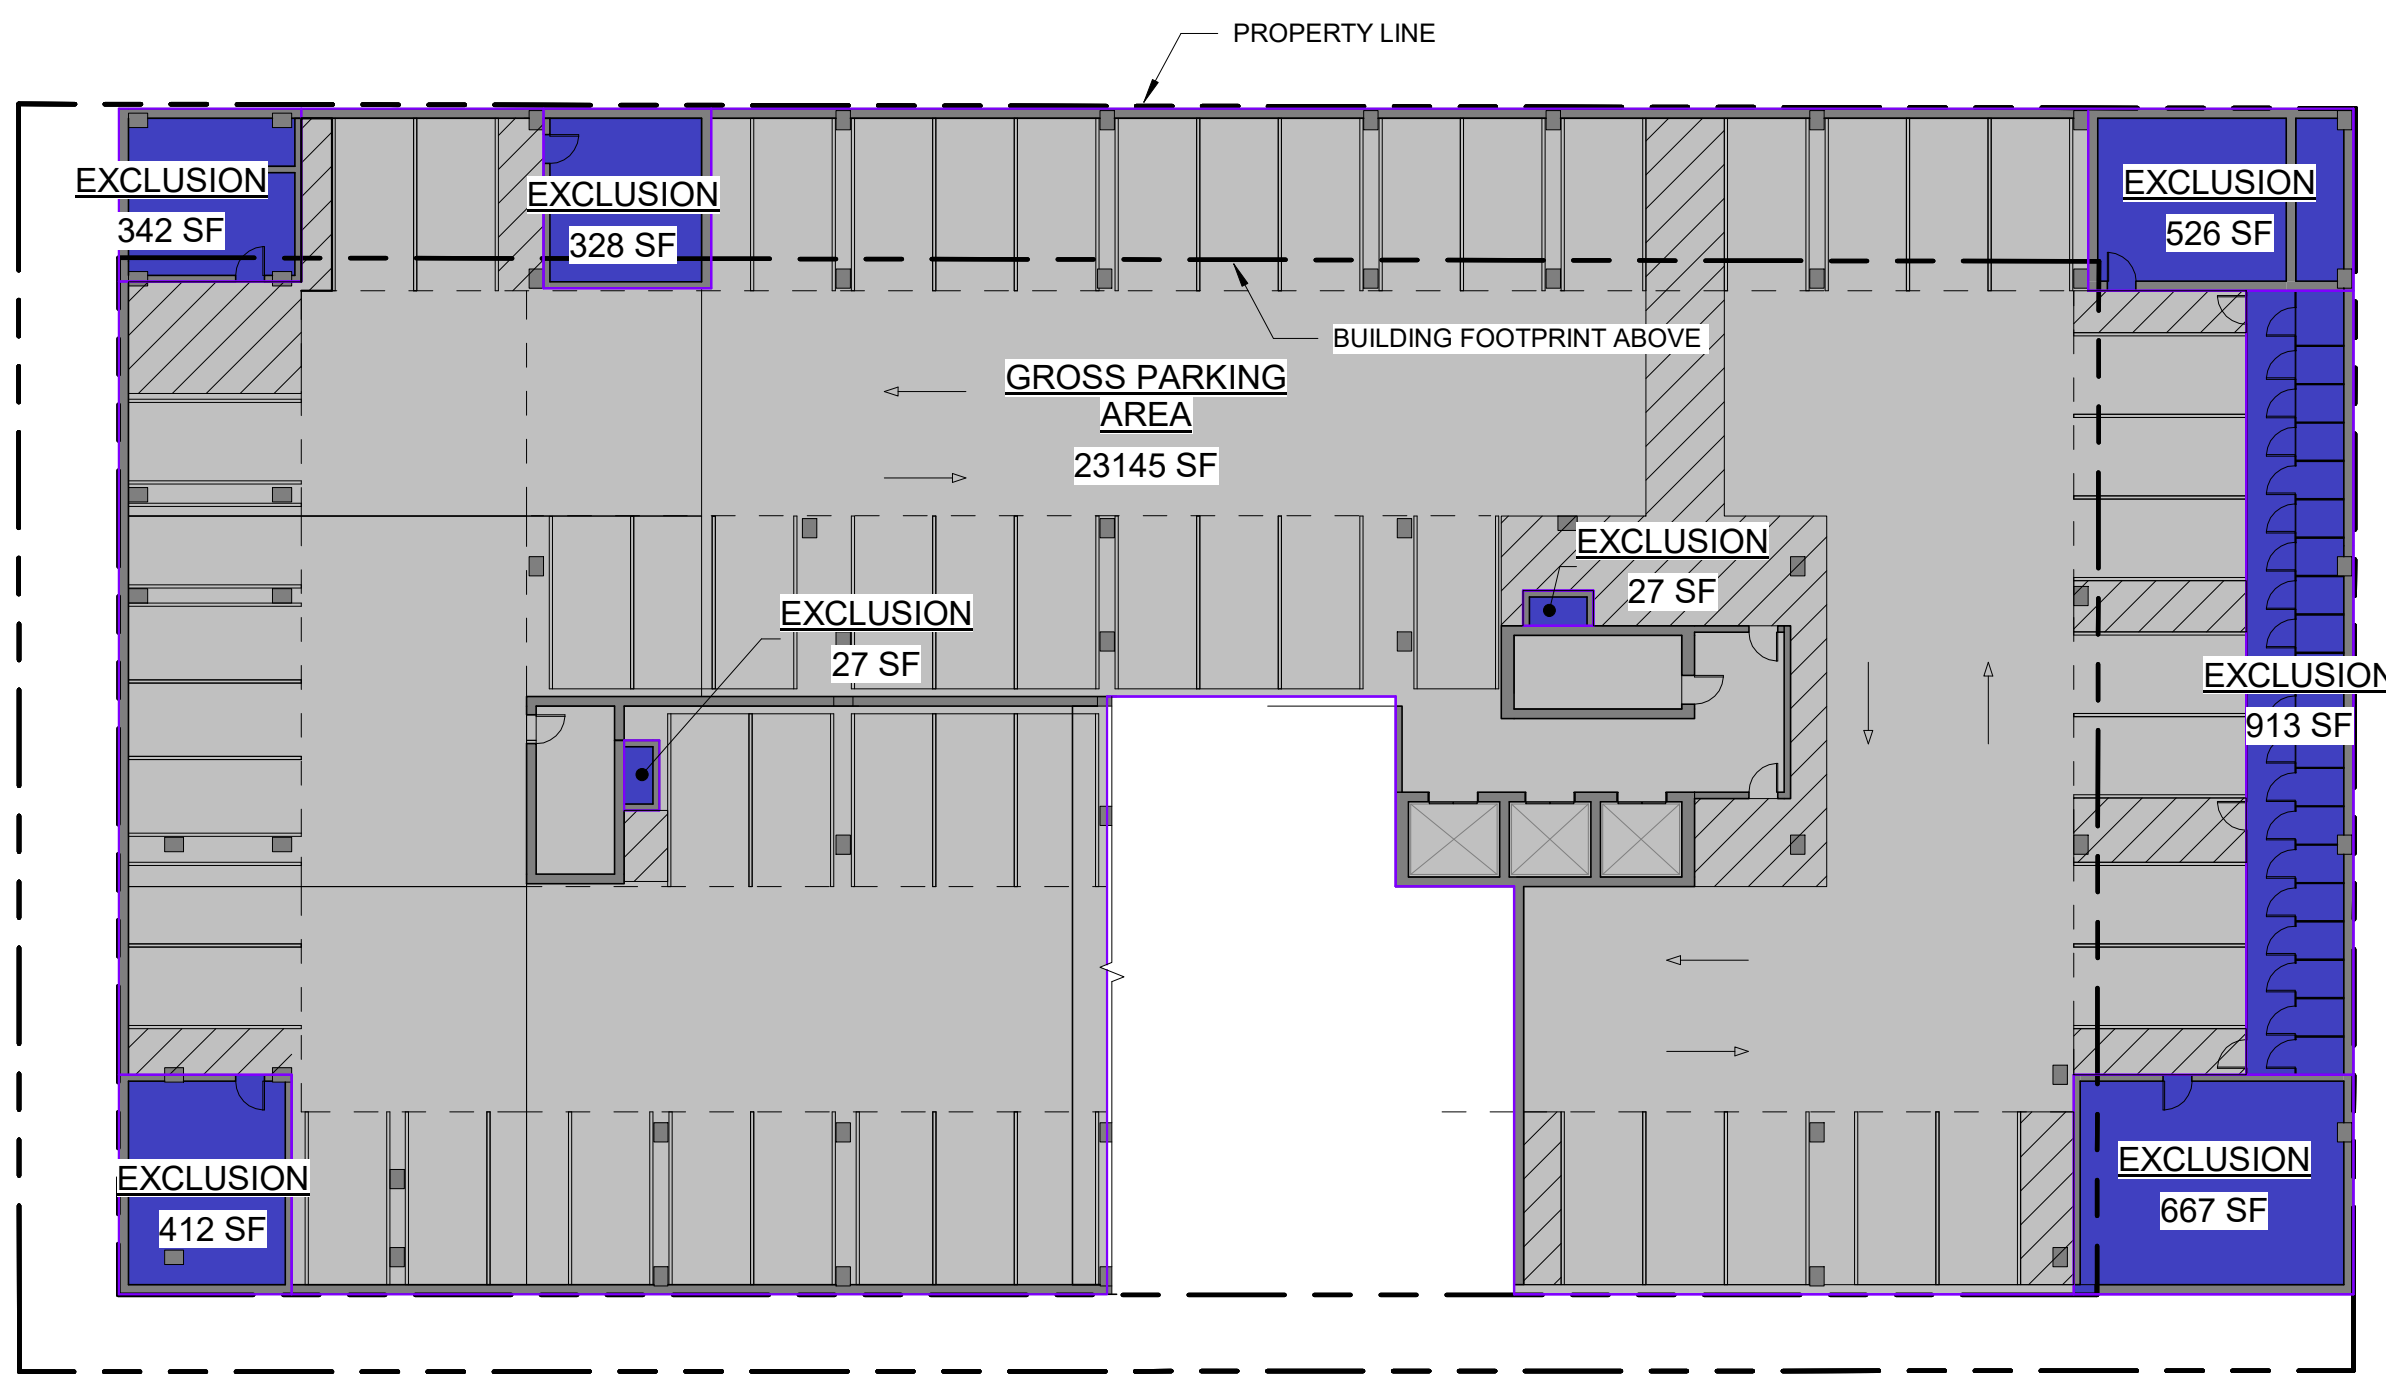 PROPERTY LINE
EXCLUSION
342 SF
EXCLUSION
328 SF
EXCLUSION
526 SF
BUILDING FOOTPRINT ABOVE
GROSS PARKING
AREA
23145 SF
EXCLUSION
27 SF
EXCLUSION
27 SF
EXCLUSION
913 SF
EXCLUSION
412 SF
EXCLUSION
667 SF